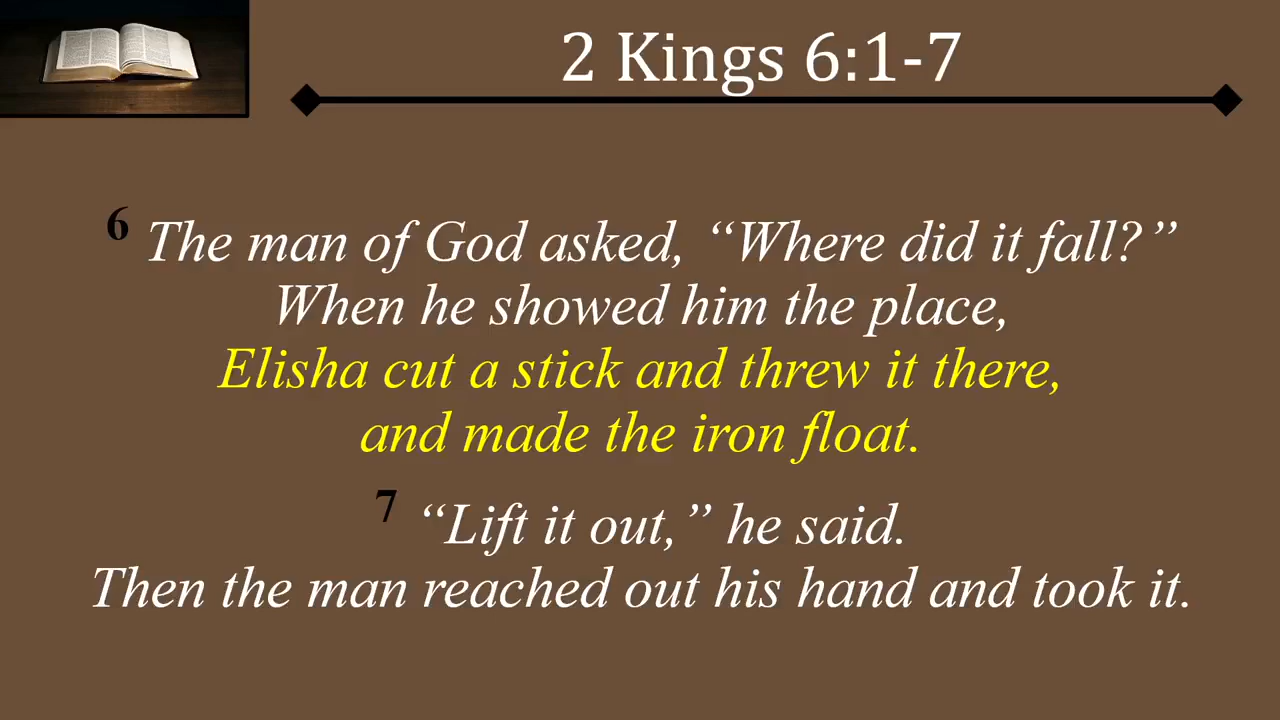 2 Kings 6:1-7
6 The man of God asked, “Where did it fall?”
When he showed him the place,
Elisha cut a stick and threw it there,
and made the iron float.
7 “Lift it out,” he said.
Then the man reached out his hand and took it.